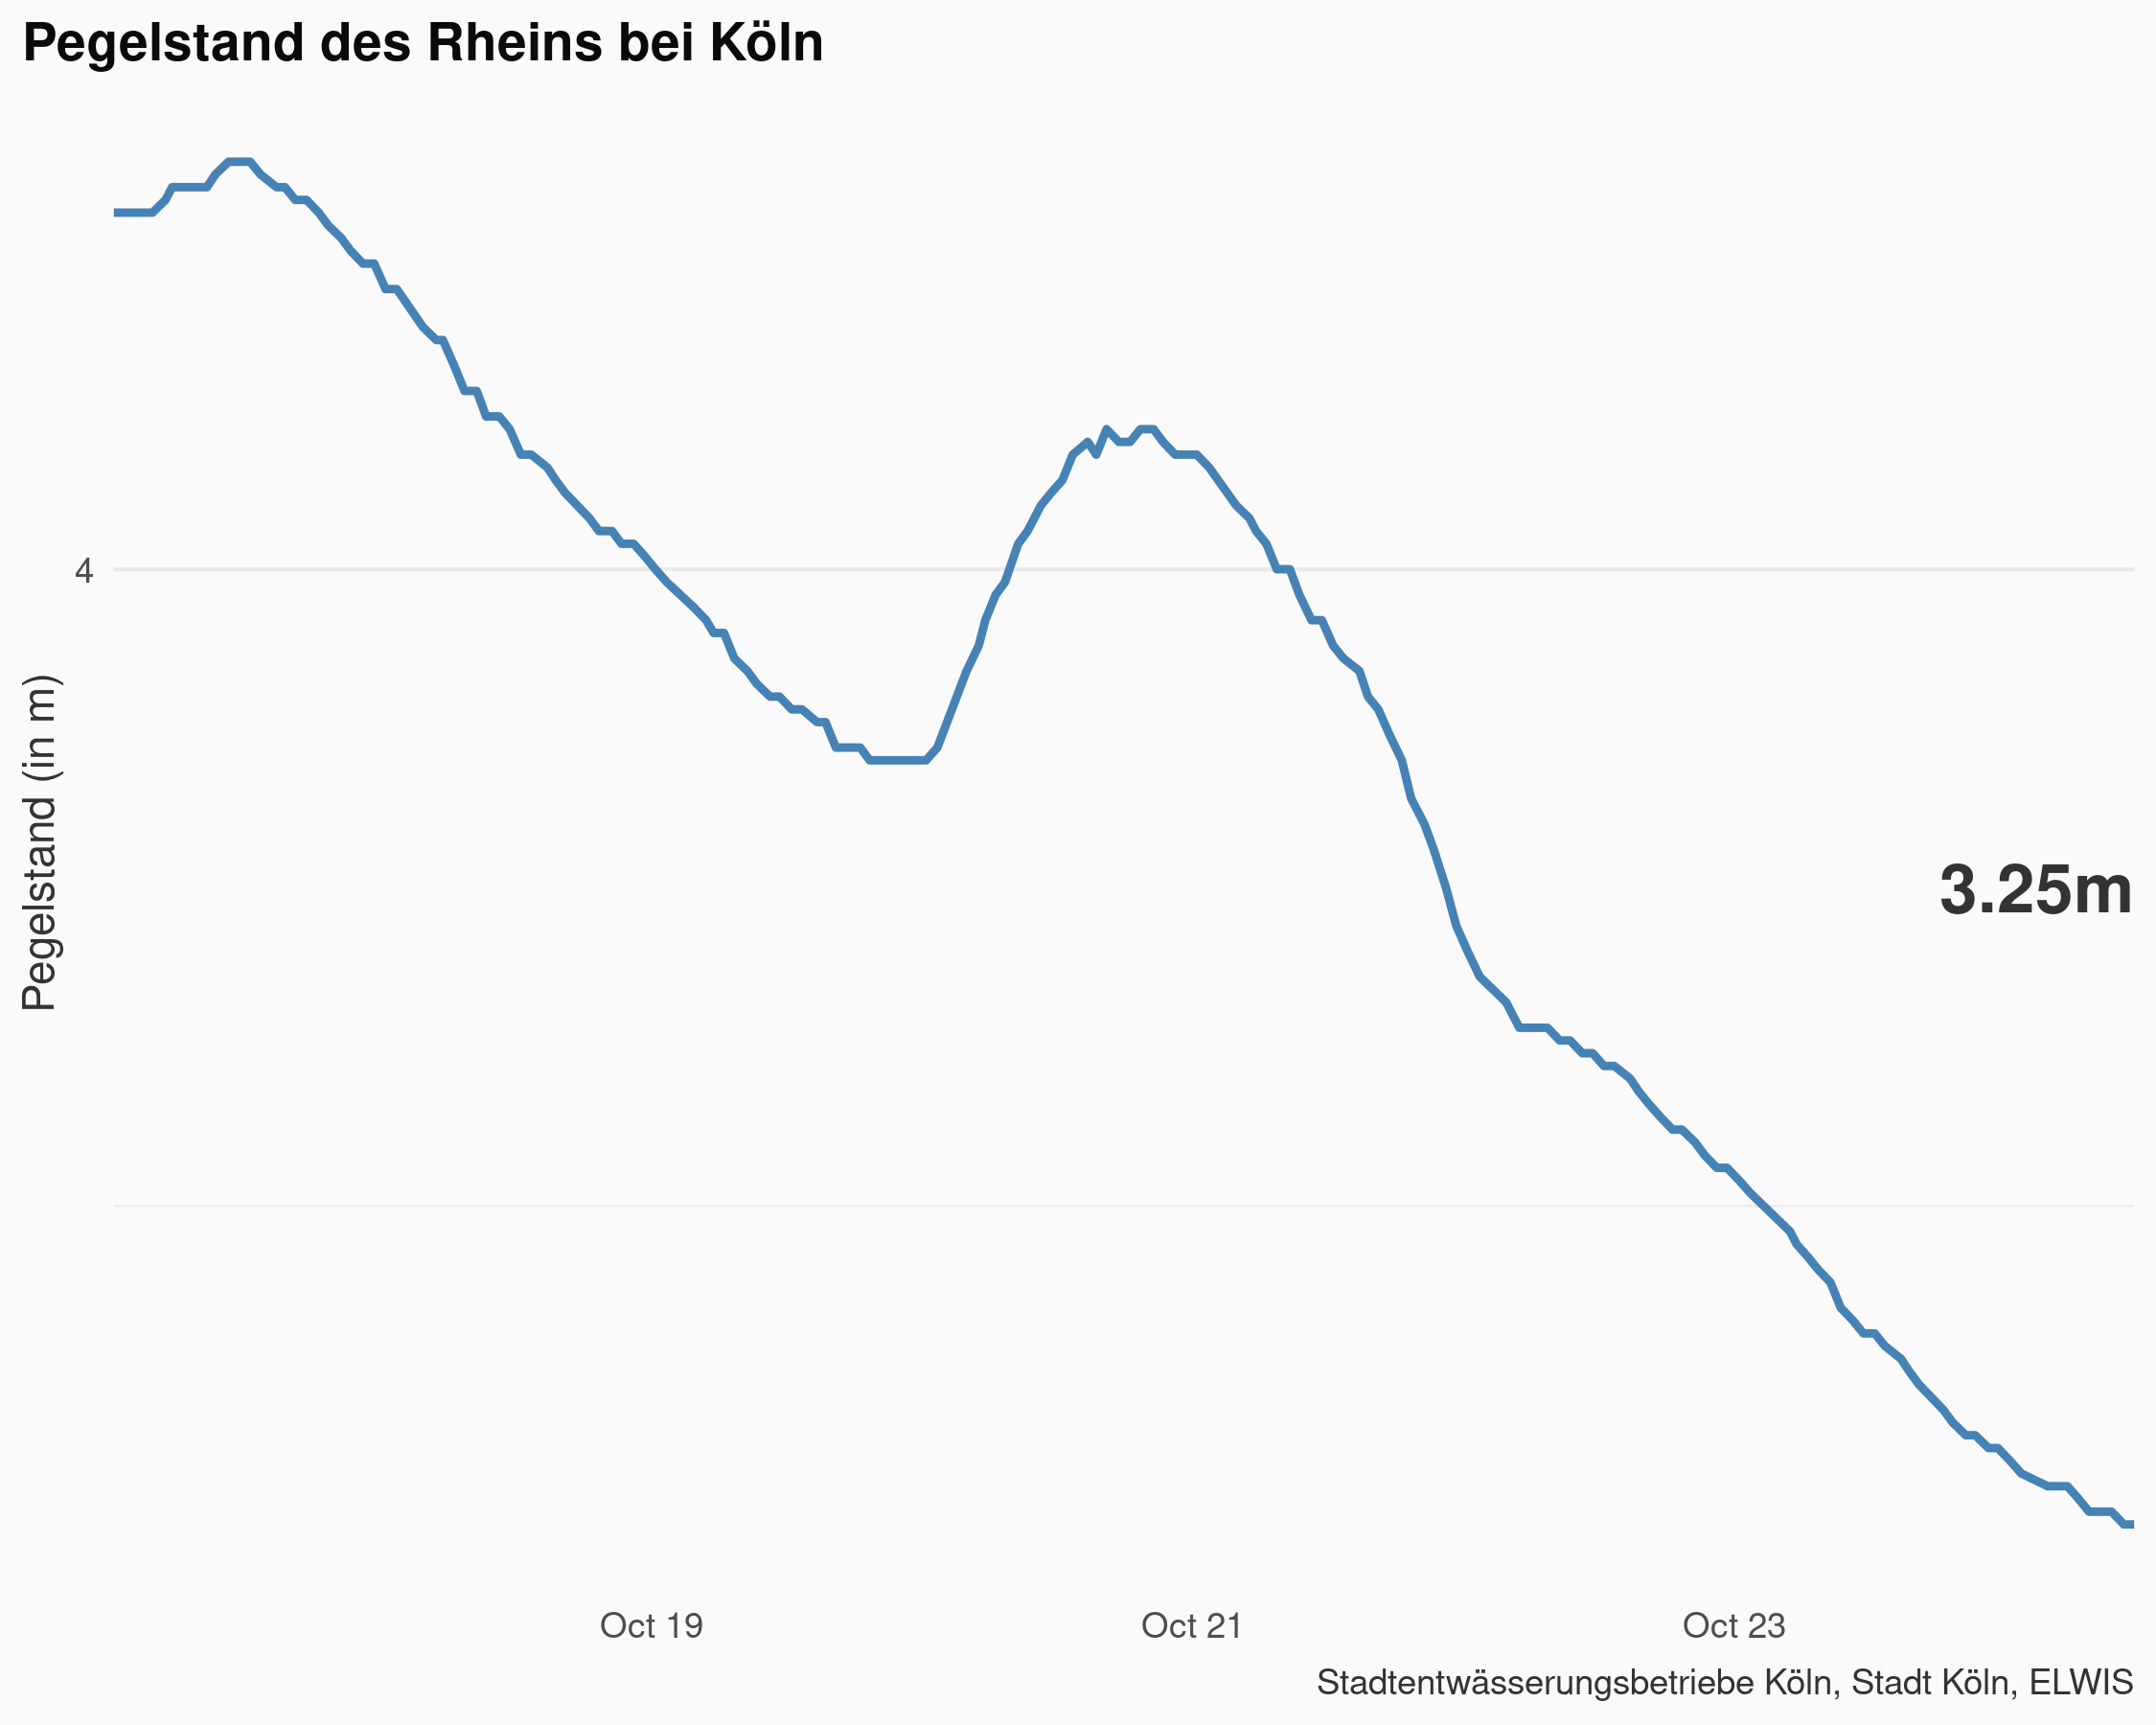 Pegelstand des Rheins bei Köln
Pegelstand (in m)
4
3.25m
Oct 19
Oct 21
Oct 23
Stadtentwässerungsbetriebe Köln, Stadt Köln, ELWIS